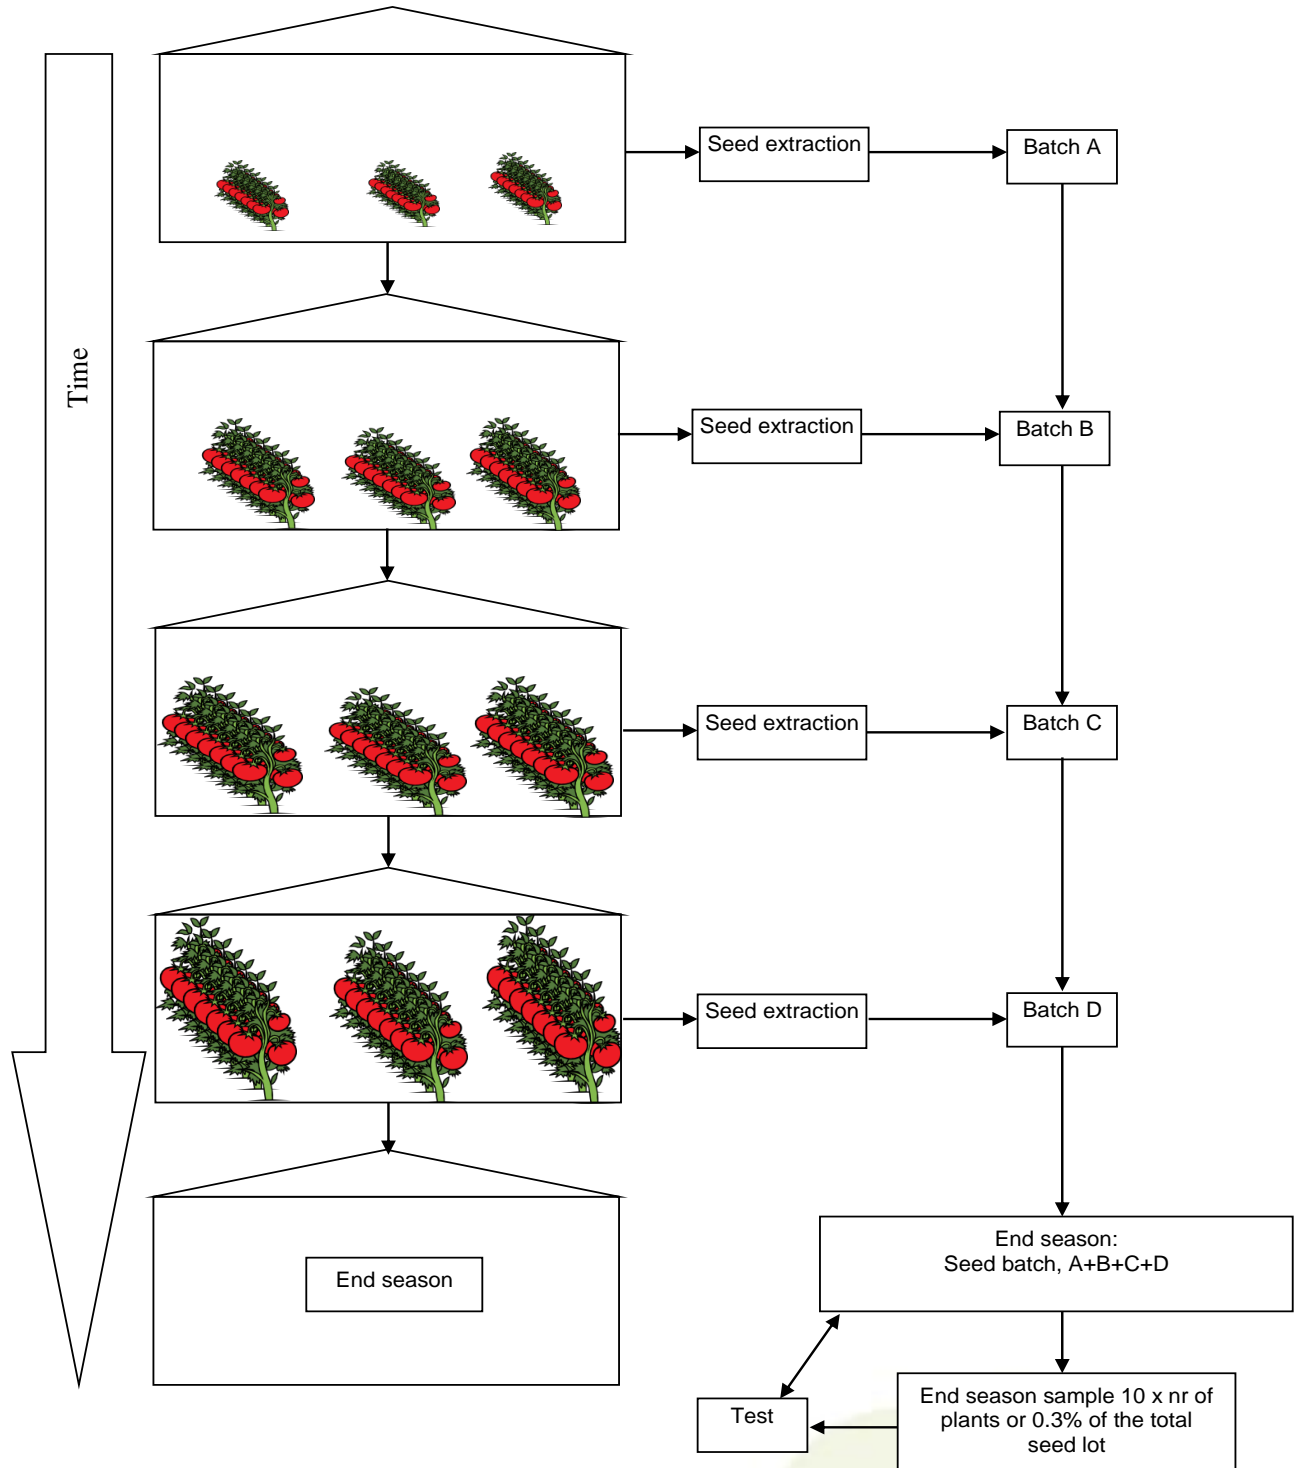 Time
Seed extraction
Batch A
Seed extraction
Batch B
Seed extraction
Batch C
Seed extraction
Batch D
End season
End season:
Seed batch, A+B+C+D
Test
End season sample 10 x nr of
plants or 0.3% of the total
seed lot